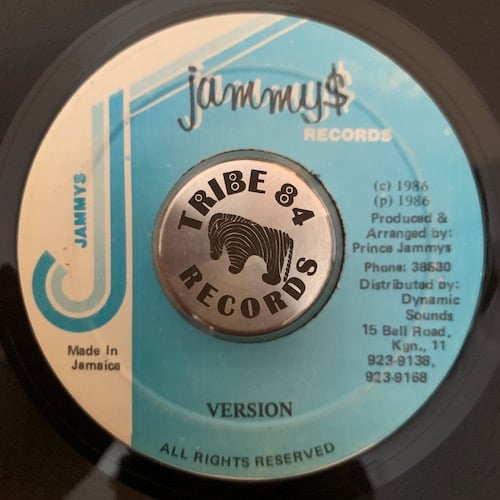 jammy$
RECORDS
JAMMYS
TRIBE 84
RECORDS
(c) 1986
(p) 1986
Produced &
Arranged by:
Prince Jammys
Phone: 38630
Distributed by:
Dynamic
Sounds
15 Bell Road,
Kgn., 11
923-9138,
923-9168
Made In
Jamaica
VERSION
ALL RIGHTS RESERVED